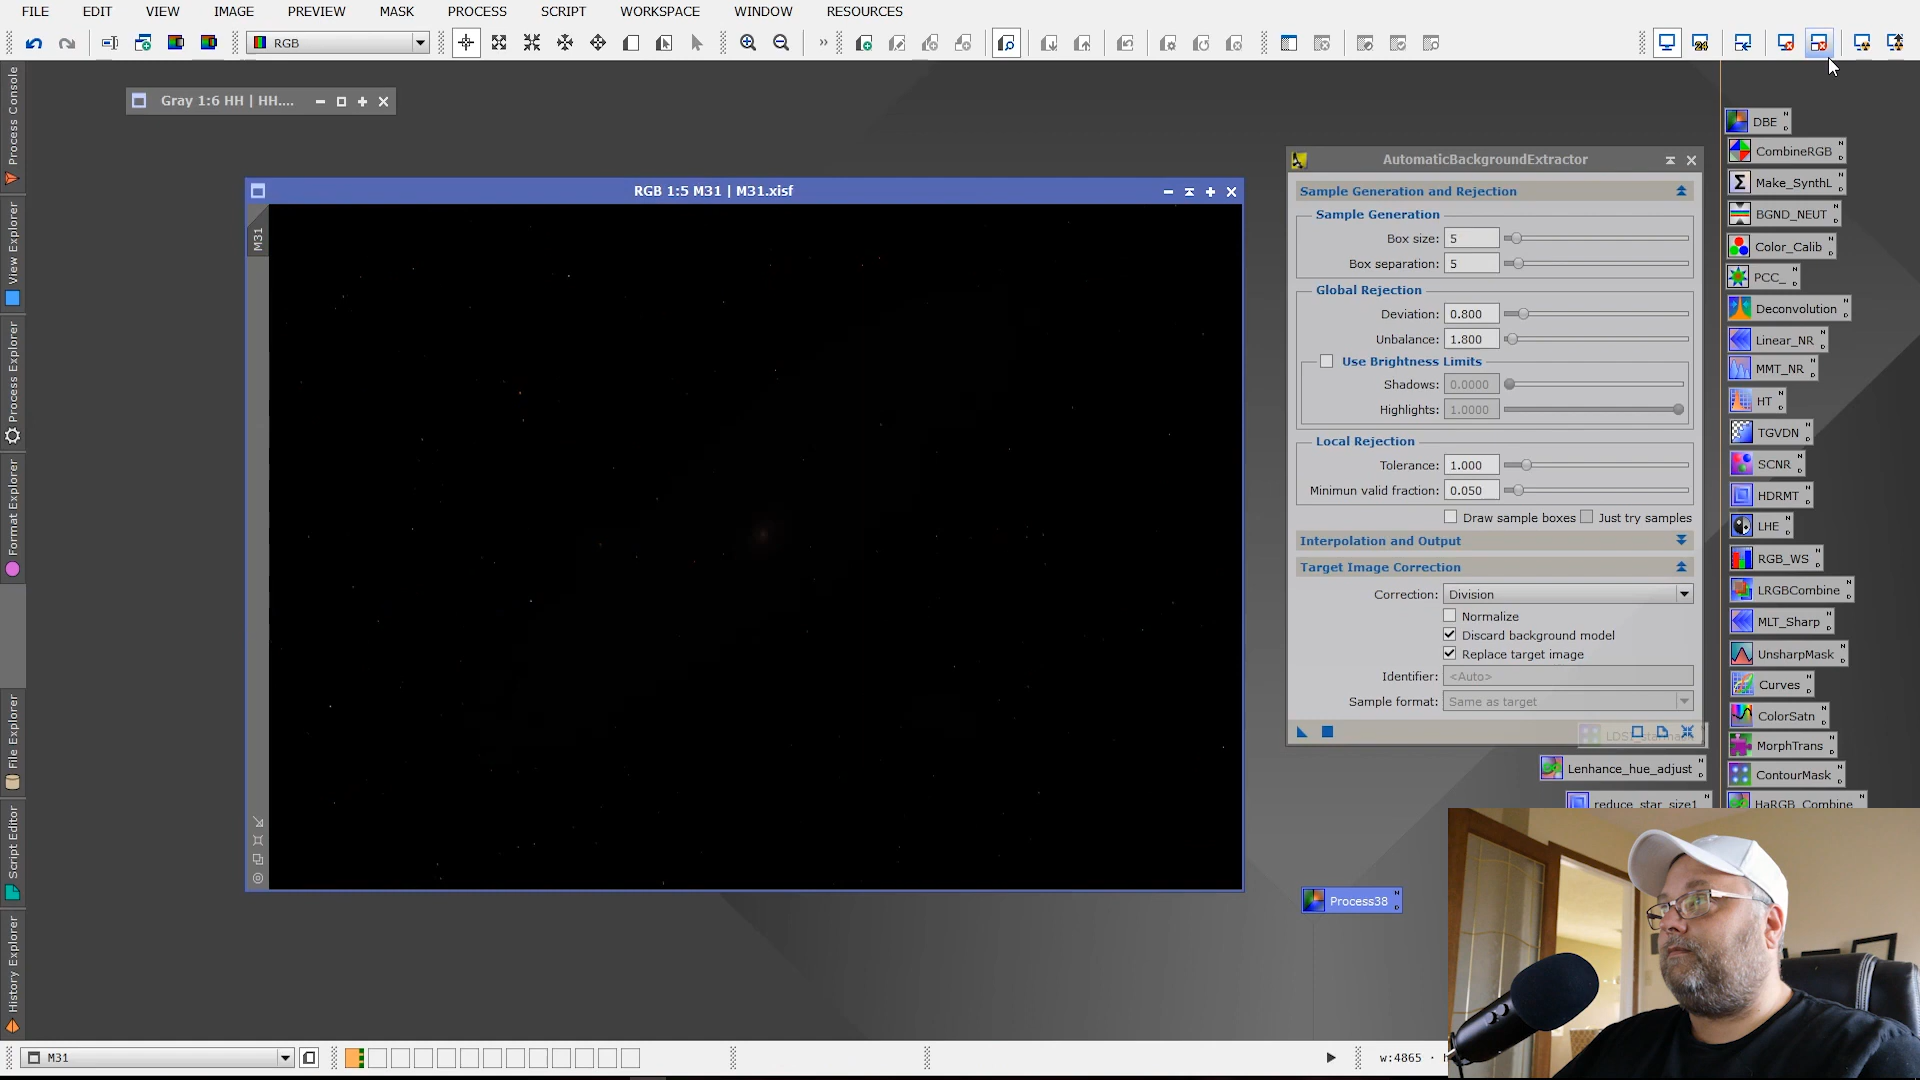 FILE EDIT VIEW IMAGE PREVIEW MASK PROCESS SCRIPT WORKSPACE WINDOW RESOURCES
RGB
24
Process Console
View Explorer
Process Explorer
Format Explorer
File Explorer
Script Editor
History Explorer
Gray 1:6 HH | HH....
RGB 1:5 M31 | M31.xisf
M31
AutomaticBackgroundExtractor
Sample Generation and Rejection
Sample Generation
Box size: 5
Box separation: 5
Global Rejection
Deviation: 0.800
Unbalance: 1.800
Use Brightness Limits
Shadows: 0.0000
Highlights: 1.0000
Local Rejection
Tolerance: 1.000
Minimun valid fraction: 0.050
Draw sample boxes Just try samples
Interpolation and Output
Target Image Correction
Correction: Division
Normalize
Discard background model
Replace target image
Identifier: <Auto>
Sample format: Same as target
Lenhance_hue_adjust
reduce_star_size1
Process38
DBE
CombineRGB
Make_SynthL
BGND_NEUT
Color_Calib
PCC_
Deconvolution
Linear_NR
MMT_NR
HT
TGVDN
SCNR
HDRMT
LHE
RGB_WS
LRGBCombine
MLT_Sharp
UnsharpMask
Curves
ColorSatn
MorphTrans
ContourMask
HaRGB_Combine
M31
w:4865 ·